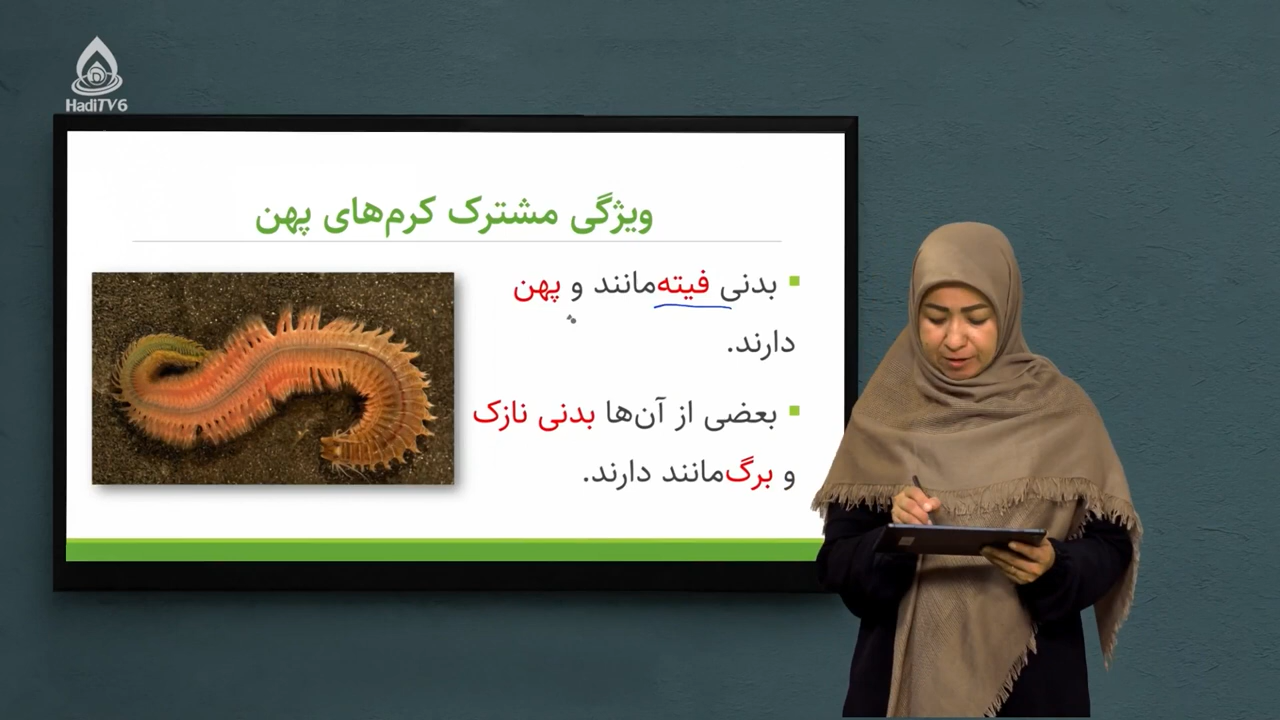 HadiTV6
ویژگی مشترک کرم‌های پهن
بدنی فیته‌مانند و پهن
دارند.
بعضی از آن‌ها بدنی نازک
و برگ‌مانند دارند.